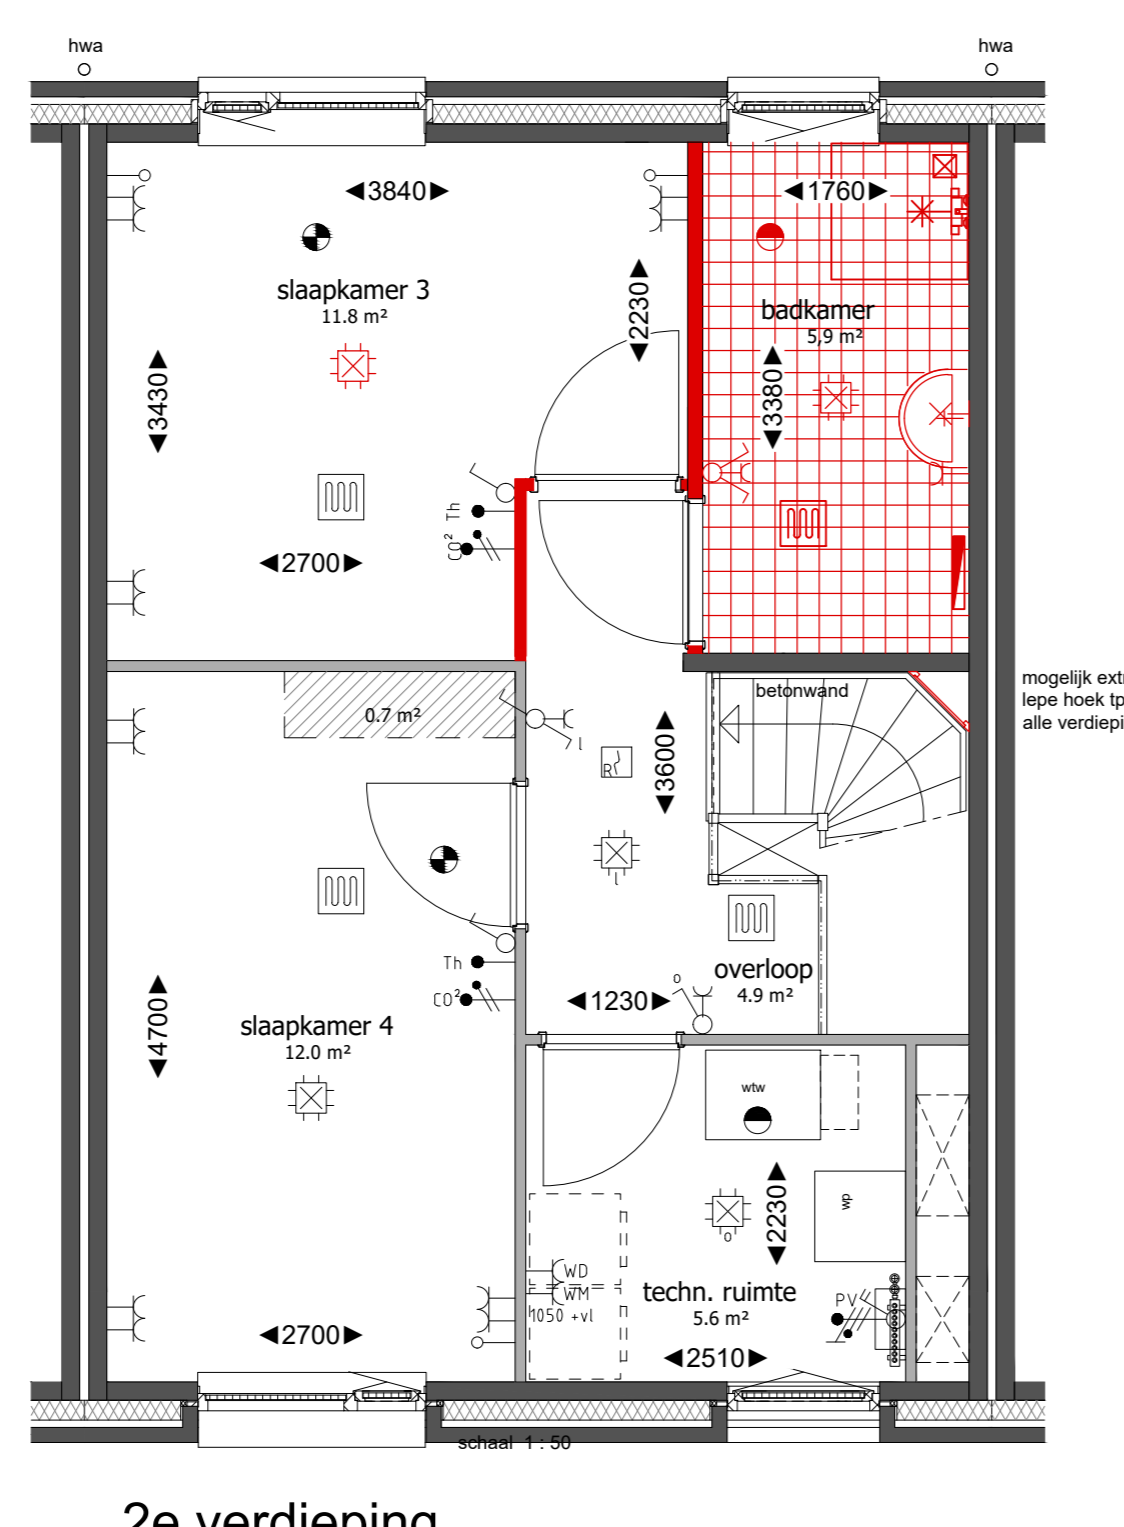 hwa
hwa
3840
1760
slaapkamer 3
11.8 m²
2230
badkamer
5,9 m²
3430
3380
Th
CO²
2700
betonwand
mogelijk extr
lepe hoek tp
alle verdiepi
0.7 m²
l
R
3600
l
Th
CO²
overloop
4.9 m²
o
1230
4700
slaapkamer 4
12.0 m²
wtw
wp
2230
o
WD
WM
1050 +vl
techn. ruimte
5.6 m²
PV
2700
2510
schaal 1 : 50
2e verdieping